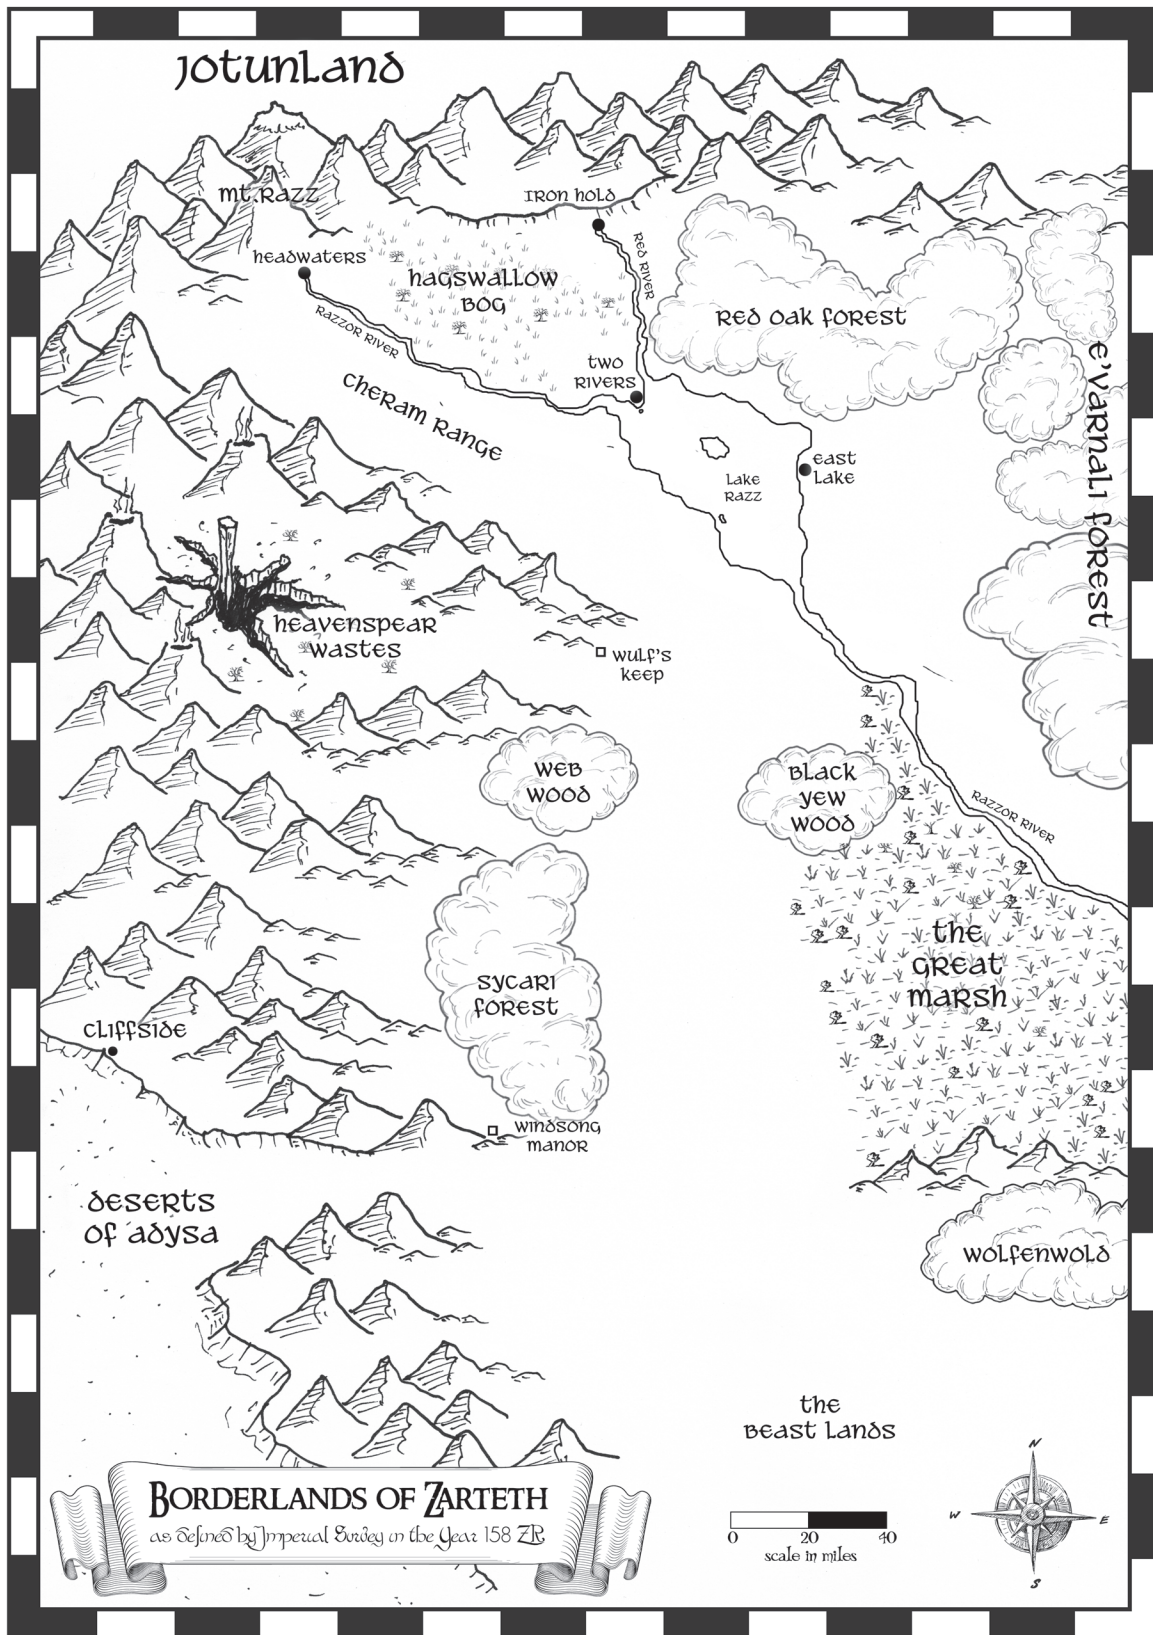 Jotunland
Mt. Razz
Iron Hold
Headwaters
Red River
Hagswallow
Bog
Red Oak Forest
Razzor River
Two
Rivers
Cheram Range
E'Varnali Forest
East
Lake
Lake
Razz
Heavenspear
Wastes
Wulf's
Keep
Web
Wood
Black
Yew
Wood
Razzor River
The
Great
Marsh
Sycari
Forest
Cliffside
Windsong
Manor
Deserts
of Adysa
Wolfenwold
The
Beast Lands
N
W
E
S
Borderlands of Zarteth
as defined by Imperial Survey in the Year 158 ZR
0 20 40
scale in miles